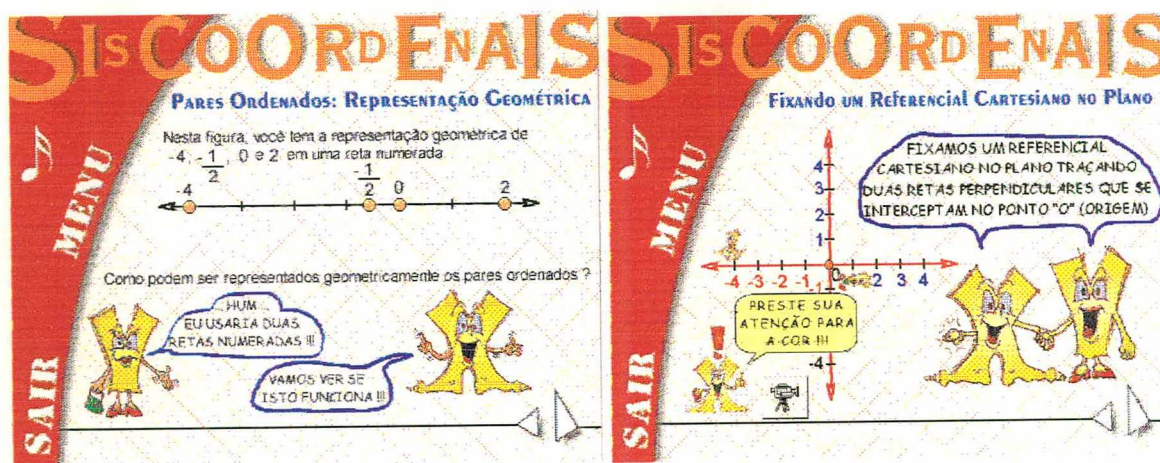 SISCOORDENAIS
PARES ORDENADOS: REPRESENTAÇÃO GEOMÉTRICA
Nesta figura, você tem a representação geométrica de
-4, -1/2, 0 e 2 em uma reta numerada.
-4 -1/2 0 2
Como podem ser representados geometricamente os pares ordenados ?
HUM...
EU USARIA DUAS
RETAS NUMERADAS !!!
VAMOS VER SE
ISTO FUNCIONA !!!
MENU
SAIR
SISCOORDENAIS
FIXANDO UM REFERENCIAL CARTESIANO NO PLANO
FIXAMOS UM REFERENCIAL
CARTESIANO NO PLANO TRAÇANDO
DUAS RETAS PERPENDICULARES QUE SE
INTERCEPTAM NO PONTO "O" (ORIGEM)
4
3
2
1
-4 -3 -2 -1 0 2 3 4
-1
-4
PRESTE SUA
ATENÇÃO PARA
A COR !!!
MENU
SAIR